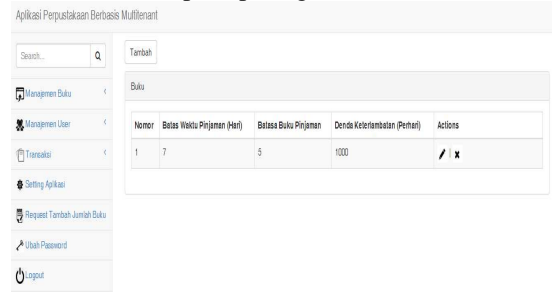 Aplikasi Perpustakaan Berbasis Multitenant
Search...
Manajemen Buku
Manajemen User
Transaksi
Setting Aplikasi
Request Tambah Jumlah Buku
Ubah Password
Logout
Tambah
Buku
Nomor Batas Waktu Pinjaman (Hari) Batasa Buku Pinjaman Denda Keterlambatan (Perhari) Actions
1 7 5 1000 |